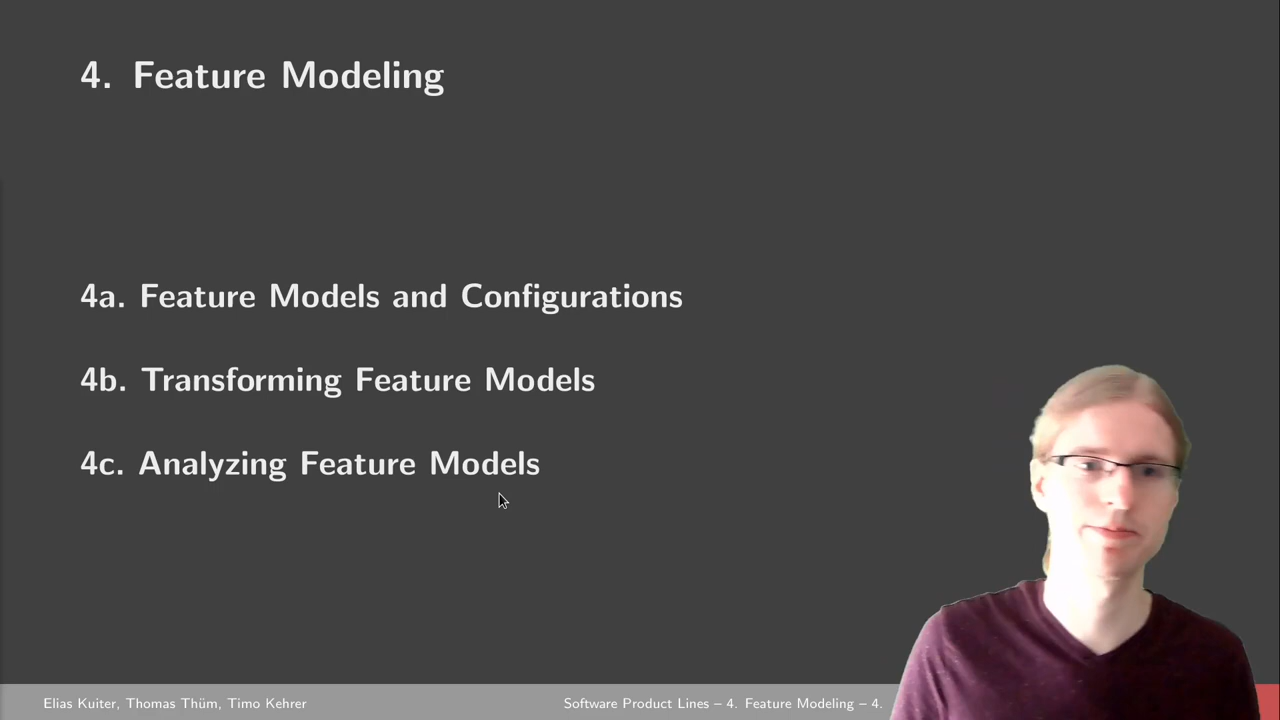 4. Feature Modeling
4a. Feature Models and Configurations
4b. Transforming Feature Models
4c. Analyzing Feature Models
Elias Kuiter, Thomas Thüm, Timo Kehrer
Software Product Lines – 4. Feature Modeling – 4.